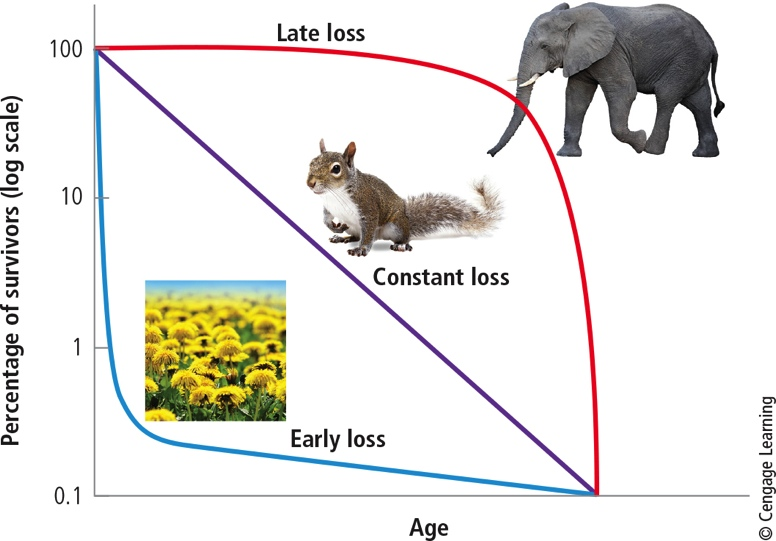 Late loss
100
Percentage of survivors (log scale)
10
Constant loss
1
Early loss
0.1
Age
© Cengage Learning